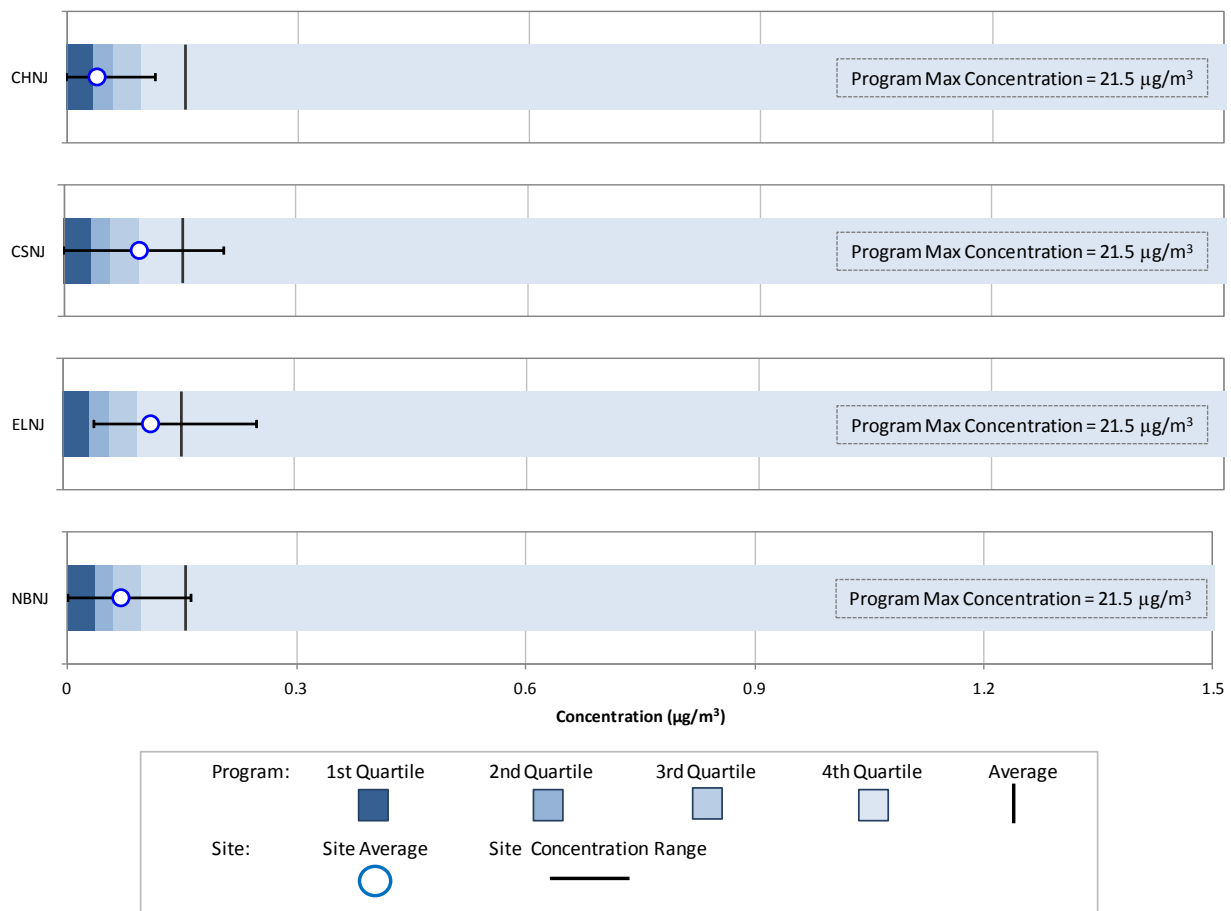 CHNJ
Program Max Concentration = 21.5 µg/m³
CSNJ
Program Max Concentration = 21.5 µg/m³
ELNJ
Program Max Concentration = 21.5 µg/m³
NBNJ
Program Max Concentration = 21.5 µg/m³
0 0.3 0.6 0.9 1.2 1.5
Concentration (µg/m³)
Program: 1st Quartile 2nd Quartile 3rd Quartile 4th Quartile Average
Site: Site Average Site Concentration Range